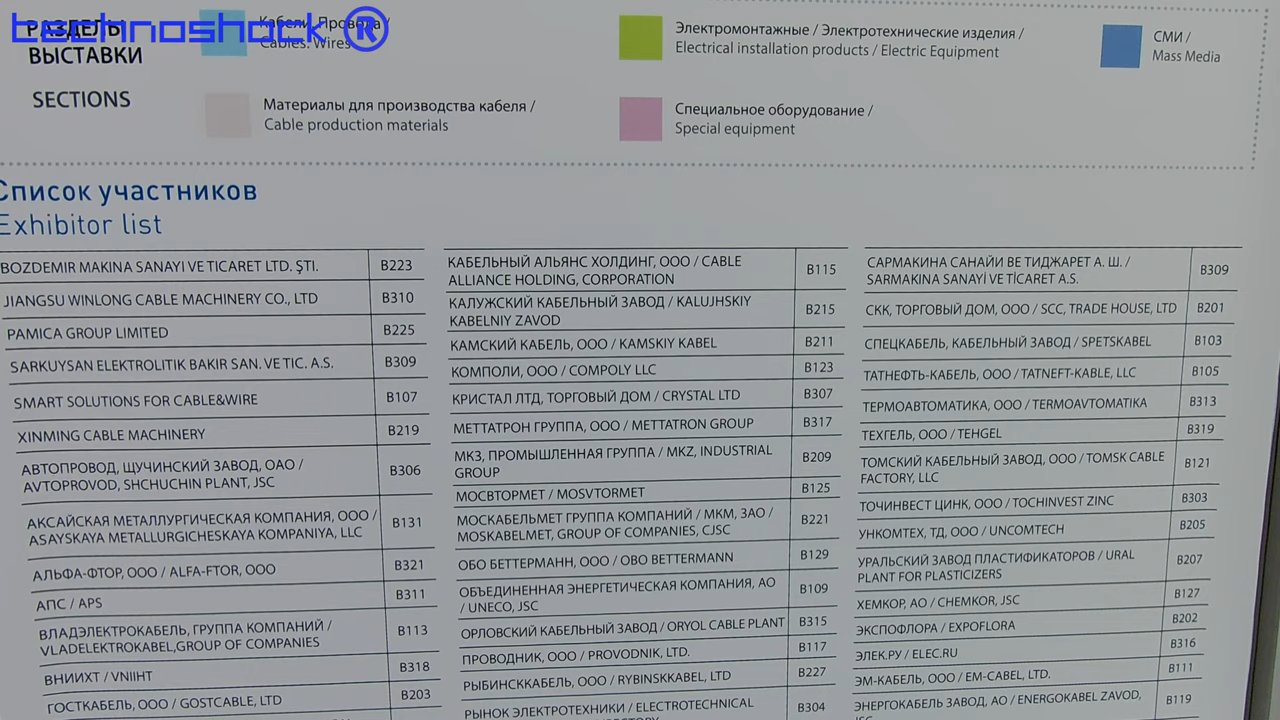 technoshock ®
РАЗДЕЛЫ
ВЫСТАВКИ
SECTIONS
Кабели. Провода /
Cables. Wires
Материалы для производства кабеля /
Cable production materials
Электромонтажные / Электротехнические изделия /
Electrical installation products / Electric Equipment
Специальное оборудование /
Special equipment
СМИ /
Mass Media
Список участников
Exhibitor list
BOZDEMIR MAKINA SANAYI VE TICARET LTD. ŞTI. B223
JIANGSU WINLONG CABLE MACHINERY CO., LTD B310
PAMICA GROUP LIMITED B225
SARKUYSAN ELEKTROLITIK BAKIR SAN. VE TIC. A.S. B309
SMART SOLUTIONS FOR CABLE&WIRE B107
XINMING CABLE MACHINERY B219
АВТОПРОВОД, ЩУЧИНСКИЙ ЗАВОД, ОАО /
AVTOPROVOD, SHCHUCHIN PLANT, JSC B306
АКСАЙСКАЯ МЕТАЛЛУРГИЧЕСКАЯ КОМПАНИЯ, ООО /
ASAYSKAYA METALLURGICHESKAYA KOMPANIYA, LLC B131
АЛЬФА-ФТОР, ООО / ALFA-FTOR, OOO B321
АПС / APS B311
ВЛАДЭЛЕКТРОКАБЕЛЬ, ГРУППА КОМПАНИЙ /
VLADELEKTROKABEL,GROUP OF COMPANIES B113
ВНИИХТ / VNIIHT B318
ГОСТКАБЕЛЬ, ООО / GOSTCABLE, LTD B203
КАБЕЛЬНЫЙ АЛЬЯНС ХОЛДИНГ, ООО / CABLE
ALLIANCE HOLDING, CORPORATION B115
КАЛУЖСКИЙ КАБЕЛЬНЫЙ ЗАВОД / KALUJHSKIY
KABELNIY ZAVOD B215
КАМСКИЙ КАБЕЛЬ, ООО / KAMSKIY KABEL B211
КОМПОЛИ, ООО / COMPOLY LLC B123
КРИСТАЛ ЛТД, ТОРГОВЫЙ ДОМ / CRYSTAL LTD B307
МЕТТАТРОН ГРУППА, ООО / METTATRON GROUP B317
МКЗ, ПРОМЫШЛЕННАЯ ГРУППА / MKZ, INDUSTRIAL
GROUP B209
МОСВТОРМЕТ / MOSVTORMET B125
МОСКАБЕЛЬМЕТ ГРУППА КОМПАНИЙ / МКМ, ЗАО /
MOSKABELMET, GROUP OF COMPANIES, CJSC B221
ОБО БЕТТЕРМАНН, ООО / OBO BETTERMANN B129
ОБЪЕДИНЕННАЯ ЭНЕРГЕТИЧЕСКАЯ КОМПАНИЯ, АО
/ UNECO, JSC B109
ОРЛОВСКИЙ КАБЕЛЬНЫЙ ЗАВОД / ORYOL CABLE PLANT B315
ПРОВОДНИК, ООО / PROVODNIK, LTD. B117
РЫБИНСККАБЕЛЬ, ООО / RYBINSKKABEL, LTD B227
РЫНОК ЭЛЕКТРОТЕХНИКИ / ELECTROTECHNICAL B304
САРМАКИНА САНАЙИ ВЕ ТИДЖАРЕТ А. Ш. /
SARMAKINA SANAYİ VE TİCARET A.S. B309
СКК, ТОРГОВЫЙ ДОМ, ООО / SCC, TRADE HOUSE, LTD B201
СПЕЦКАБЕЛЬ, КАБЕЛЬНЫЙ ЗАВОД / SPETSKABEL B103
ТАТНЕФТЬ-КАБЕЛЬ, ООО / TATNEFT-KABLE, LLC B105
ТЕРМОАВТОМАТИКА, ООО / TERMOAVTOMATIKA B313
ТЕХГЕЛЬ, ООО / TEHGEL B319
ТОМСКИЙ КАБЕЛЬНЫЙ ЗАВОД, ООО / TOMSK CABLE
FACTORY, LLC B121
ТОЧИНВЕСТ ЦИНК, ООО / TOCHINVEST ZINC B303
УНКОМТЕХ, ТД, ООО / UNCOMTECH B205
УРАЛЬСКИЙ ЗАВОД ПЛАСТИФИКАТОРОВ / URAL
PLANT FOR PLASTICIZERS B207
ХЕМКОР, АО / CHEMKOR, JSC B127
ЭКСПОФЛОРА / EXPOFLORA B202
ЭЛЕК.РУ / ELEC.RU B316
ЭМ-КАБЕЛЬ, ООО / EM-CABEL, LTD. B111
ЭНЕРГОКАБЕЛЬ ЗАВОД, АО / ENERGOKABEL ZAVOD, B119